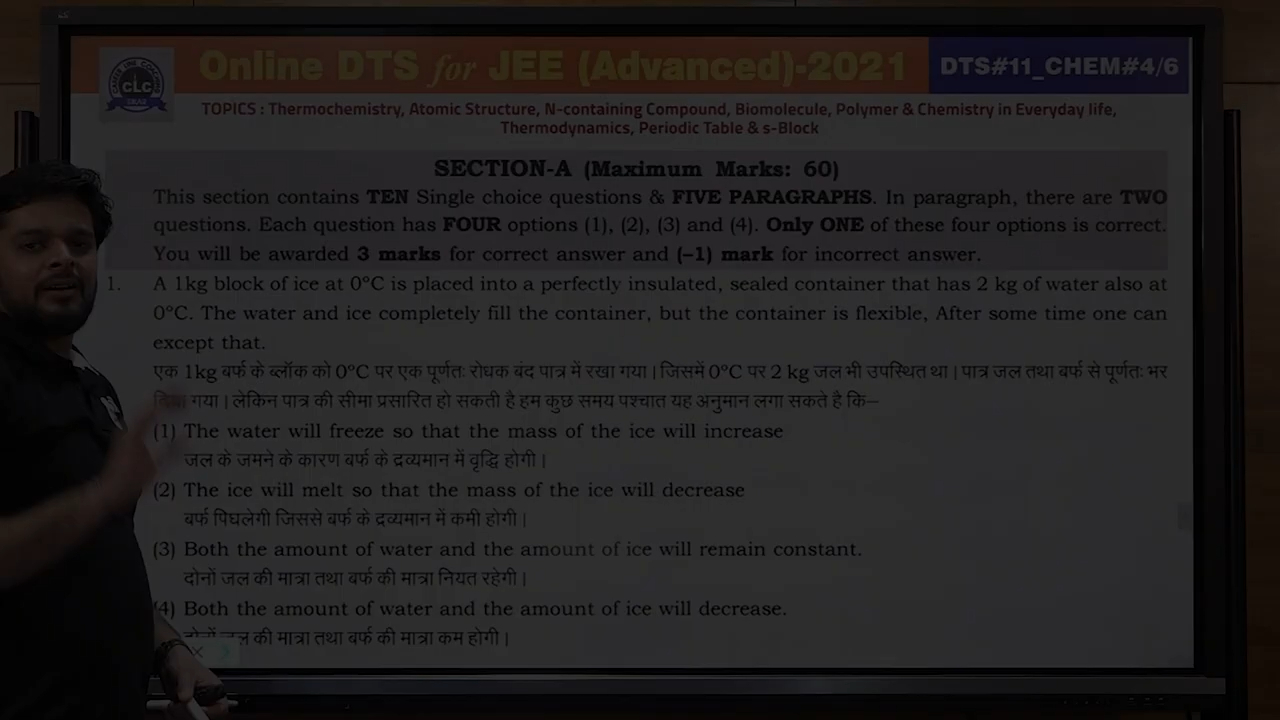 Online DTS for JEE (Advanced)-2021
DTS#11_CHEM#4/6
CLC
TOPICS : Thermochemistry, Atomic Structure, N-containing Compound, Biomolecule, Polymer & Chemistry in Everyday life,
Thermodynamics, Periodic Table & s-Block
SECTION-A (Maximum Marks: 60)
This section contains TEN Single choice questions & FIVE PARAGRAPHS. In paragraph, there are TWO
questions. Each question has FOUR options (1), (2), (3) and (4). Only ONE of these four options is correct.
You will be awarded 3 marks for correct answer and (–1) mark for incorrect answer.
1. A 1kg block of ice at 0°C is placed into a perfectly insulated, sealed container that has 2 kg of water also at
0°C. The water and ice completely fill the container, but the container is flexible, After some time one can
except that.
एक 1kg बर्फ के ब्लॉक को 0°C पर एक पूर्णतः रोधक बंद पात्र में रखा गया। जिसमें 0°C पर 2 kg जल भी उपस्थित था। पात्र जल तथा बर्फ से पूर्णतः भर
गया। लेकिन पात्र की सीमा प्रसारित हो सकती है हम कुछ समय पश्चात यह अनुमान लगा सकते है कि–
(1) The water will freeze so that the mass of the ice will increase
जल के जमने के कारण बर्फ के द्रव्यमान में वृद्धि होगी।
(2) The ice will melt so that the mass of the ice will decrease
बर्फ पिघलेगी जिससे बर्फ के द्रव्यमान में कमी होगी।
(3) Both the amount of water and the amount of ice will remain constant.
दोनों जल की मात्रा तथा बर्फ की मात्रा नियत रहेगी।
(4) Both the amount of water and the amount of ice will decrease.
दोनों जल की मात्रा तथा बर्फ की मात्रा कम होगी।